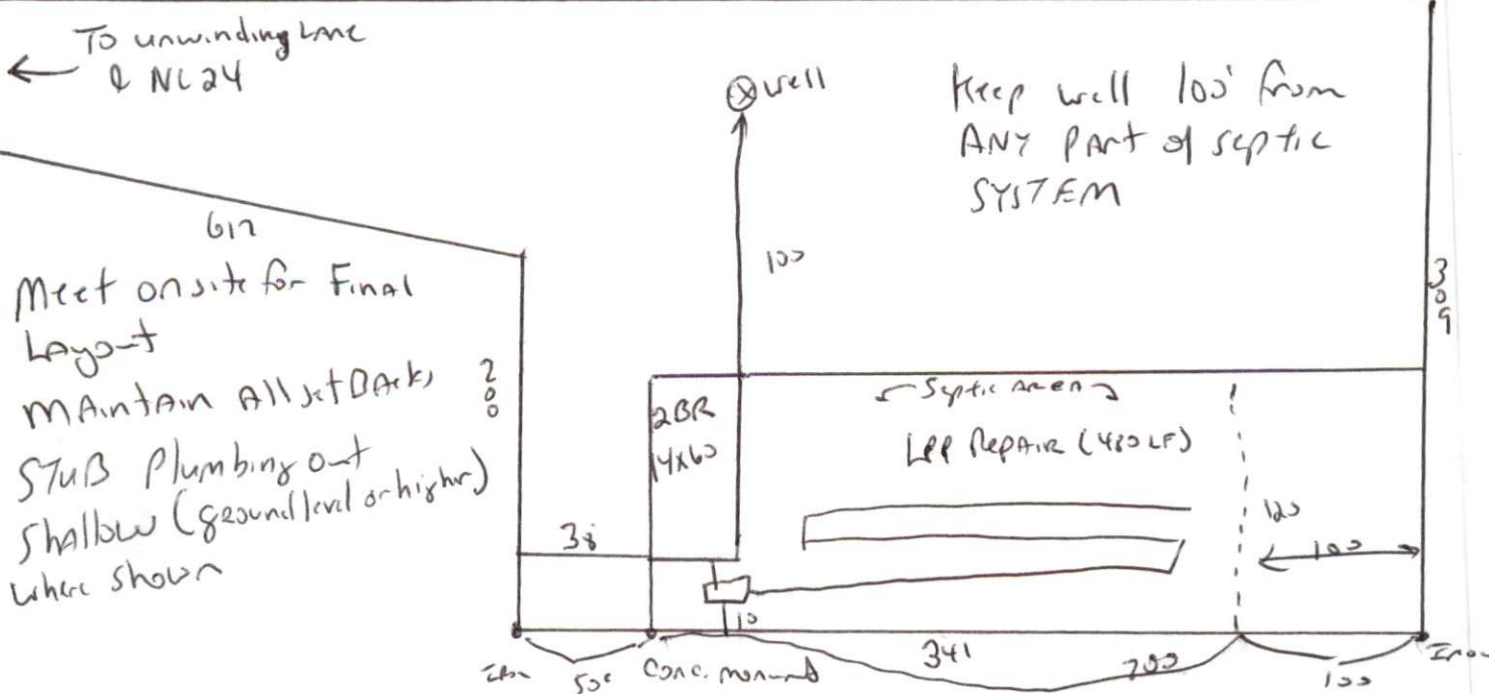 To unwinding Lane
& NC 24
⊗ well
Keep well 100' from
ANY PArt of septic
SYSTEM
617
100
309
Meet onsite for Final
LAyout
MAintAin All setBAcks
STuB Plumbing out
Shallow (ground level or higher)
where shown
200
2BR
14x60
Septic Area
LPP RepAir (480 LF)
38
120
100
10
341
200
100
Iron
50
Conc. monument
Iron